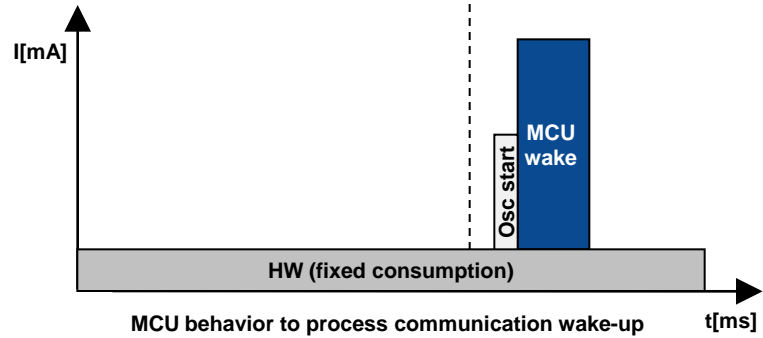 I[mA]
MCU
wake
Osc start
HW (fixed consumption)
MCU behavior to process communication wake-up
t[ms]